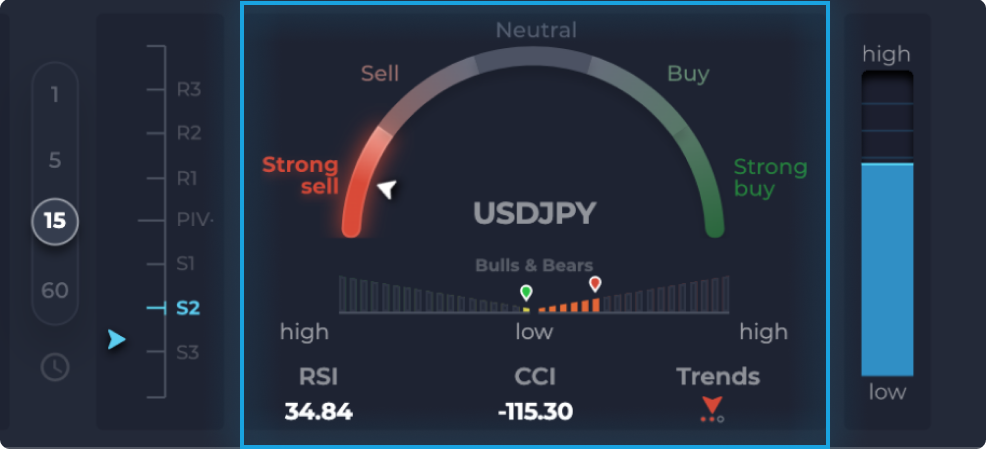 1
5
15
60
R3
R2
R1
PIV·
S1
S2
S3
Neutral
Sell
Buy
Strong
sell
Strong
buy
USDJPY
Bulls & Bears
high
low
high
RSI
CCI
Trends
34.84
-115.30
high
low